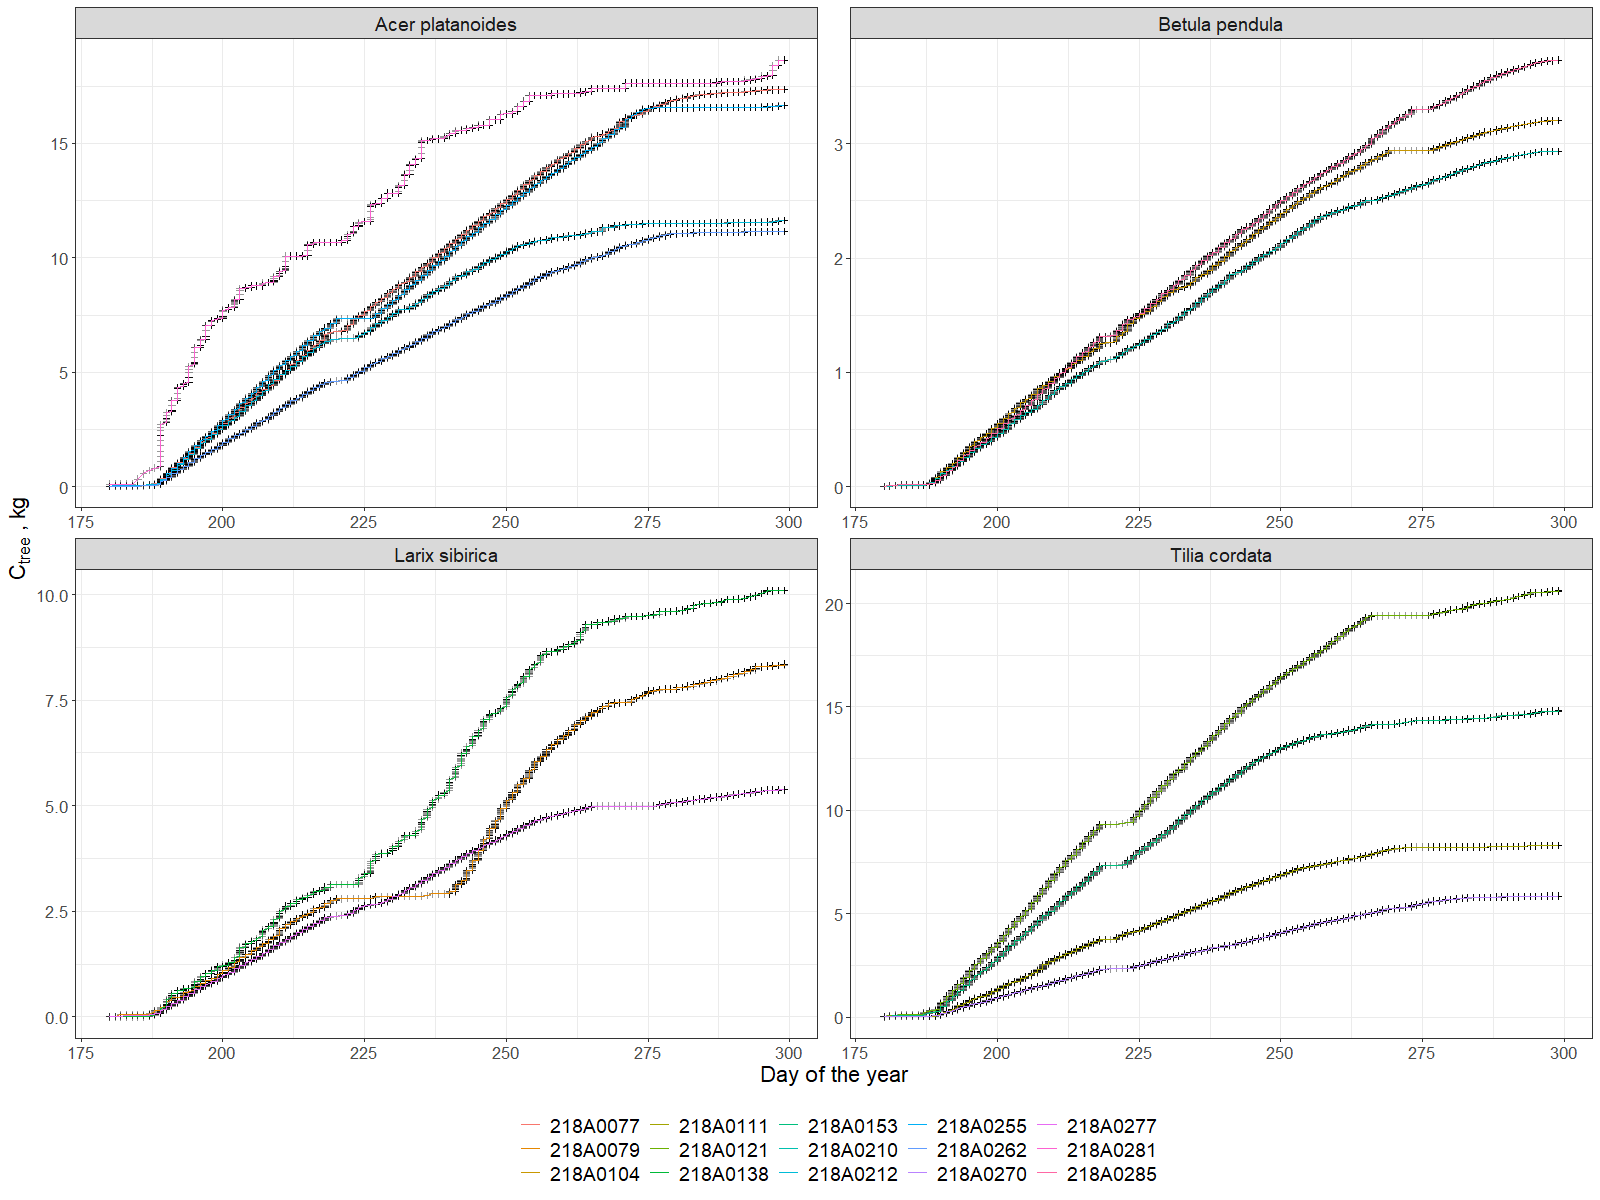 Acer platanoides
Betula pendula
15
10
5
0
3
2
1
0
175 200 225 250 275 300
175 200 225 250 275 300
Larix sibirica
Tilia cordata
10.0
7.5
5.0
2.5
0.0
20
15
10
5
0
175 200 225 250 275 300
175 200 225 250 275 300
C_tree , kg
Day of the year
218A0077 218A0111 218A0153 218A0255 218A0277
218A0079 218A0121 218A0210 218A0262 218A0281
218A0104 218A0138 218A0212 218A0270 218A0285